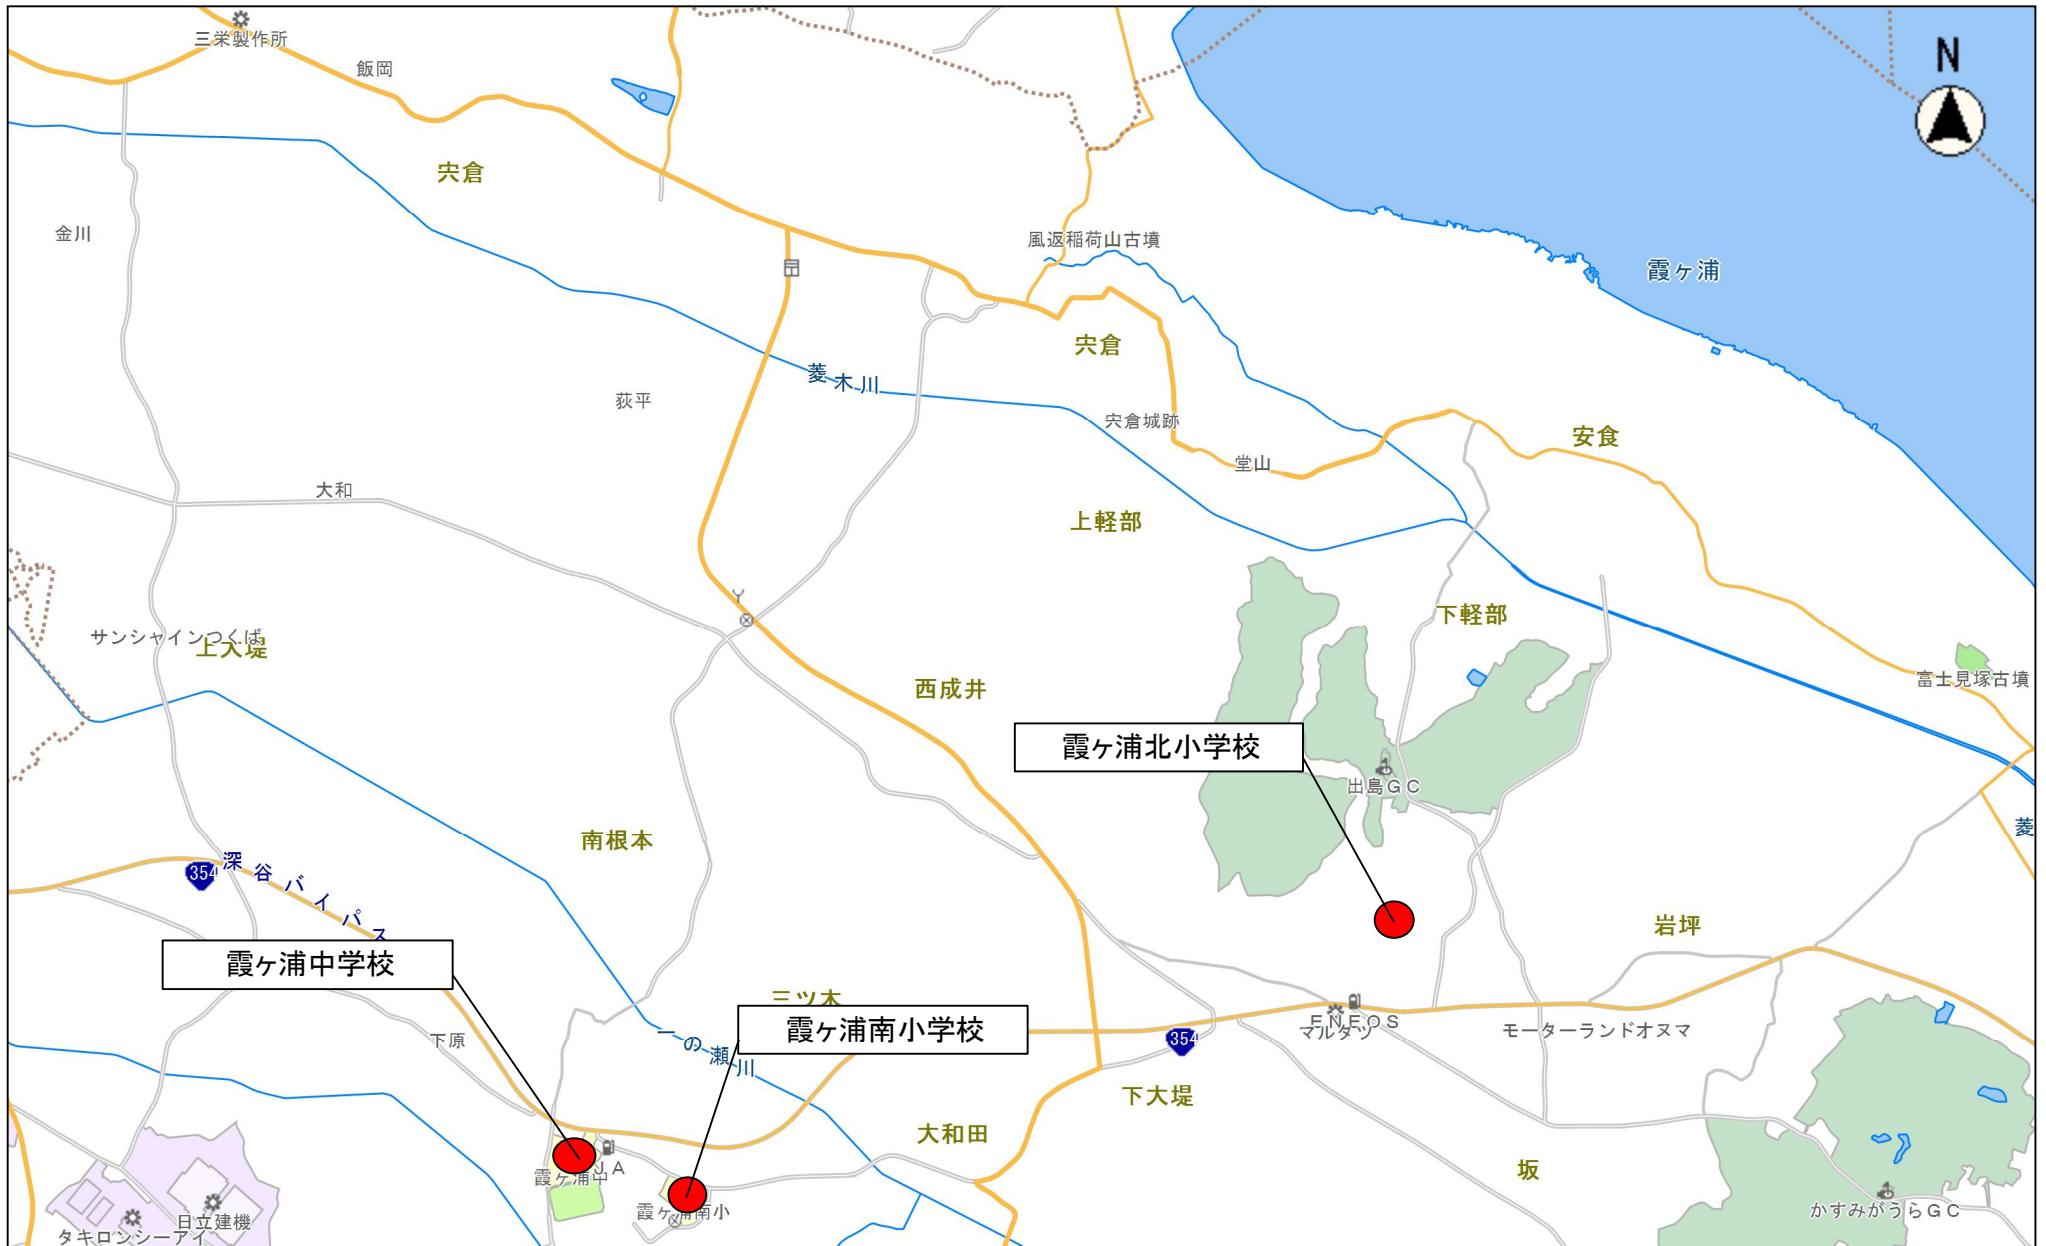 三栄製作所
飯岡
N
宍倉
金川
風返稲荷山古墳
霞ヶ浦
宍倉
菱木川
荻平
宍倉城跡
安食
堂山
大和
上軽部
下軽部
サンシャインつくば
上大堤
西成井
富士見塚古墳
霞ヶ浦北小学校
出島GC
南根本
菱
354
深谷バイパス
岩坪
霞ヶ浦中学校
三ツ木
霞ヶ浦南小学校
ENEOS
マルタツ
モーターランドオヌマ
下原
一の瀬川
354
下大堤
大和田
JA
霞ヶ浦中
坂
霞ヶ浦南小
かすみがうらGC
日立建機
タキロンシーアイ